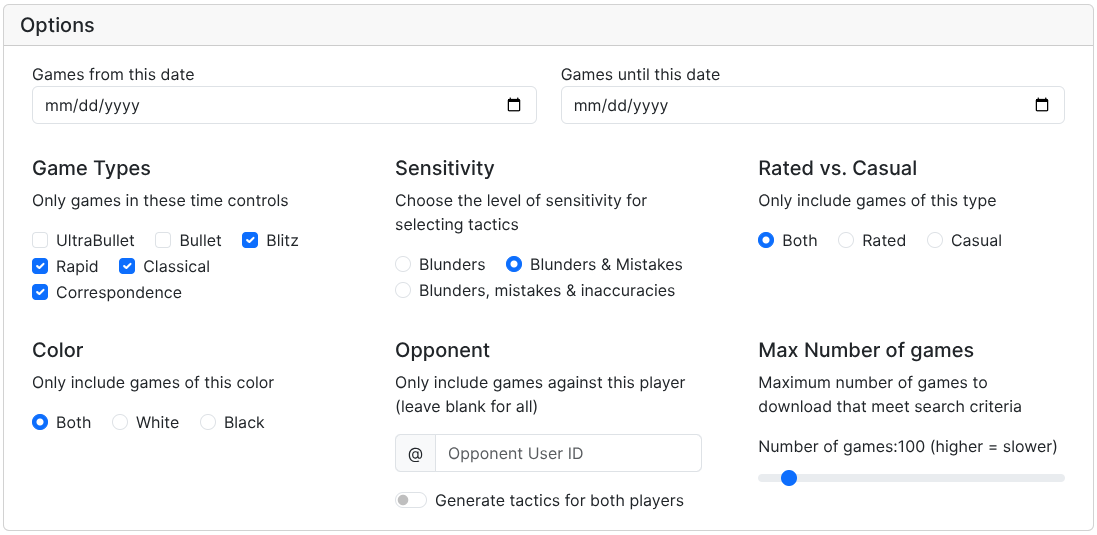 Options
Games from this date
mm/dd/yyyy
Games until this date
mm/dd/yyyy
Game Types
Only games in these time controls
UltraBullet Bullet Blitz
Rapid Classical
Correspondence
Sensitivity
Choose the level of sensitivity for
selecting tactics
Blunders Blunders & Mistakes
Blunders, mistakes & inaccuracies
Rated vs. Casual
Only include games of this type
Both Rated Casual
Color
Only include games of this color
Both White Black
Opponent
Only include games against this player
(leave blank for all)
@ Opponent User ID
Generate tactics for both players
Max Number of games
Maximum number of games to
download that meet search criteria
Number of games:100 (higher = slower)